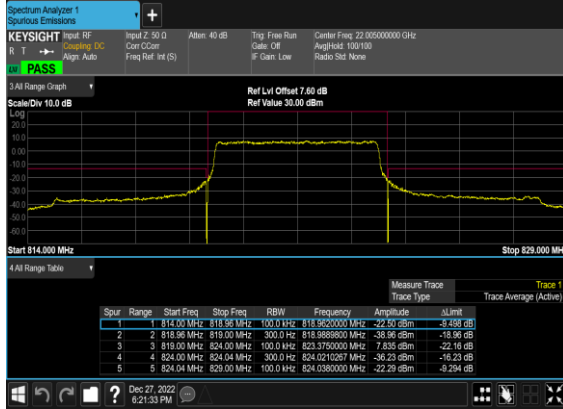 Spectrum Analyzer 1
Spurious Emissions
+
KEYSIGHT Input: RF Input Z: 50 Ω Atten: 40 dB Trig: Free Run Center Freq: 22.005000000 GHz
R T Coupling: DC Corr CCorr Gate: Off Avg|Hold: 100/100
Align: Auto Freq Ref: Int (S) IF Gain: Low Radio Std: None
PASS
3 All Range Graph Ref Lvl Offset 7.60 dB
Scale/Div 10.0 dB Ref Value 30.00 dBm
Log
20.0
10.0
0.00
-10.0
-20.0
-30.0
-40.0
-50.0
-60.0
Start 814.000 MHz Stop 829.000 MH
4 All Range Table
Measure Trace Trace 1
Trace Type Trace Average (Active)
Spur Range Start Freq Stop Freq RBW Frequency Amplitude ΔLimit
1 1 814.00 MHz 818.96 MHz 100.0 kHz 818.9620000 MHz -22.50 dBm -9.498 dB
2 2 818.96 MHz 819.00 MHz 300.0 Hz 818.9889800 MHz -38.96 dBm -18.96 dB
3 3 819.00 MHz 824.00 MHz 100.0 kHz 823.3750000 MHz 7.835 dBm -22.16 dB
4 4 824.00 MHz 824.04 MHz 300.0 Hz 824.0210267 MHz -36.23 dBm -16.23 dB
5 5 824.04 MHz 829.00 MHz 100.0 kHz 824.0380000 MHz -22.29 dBm -9.294 dB
? Dec 27, 2022
6:21:33 PM